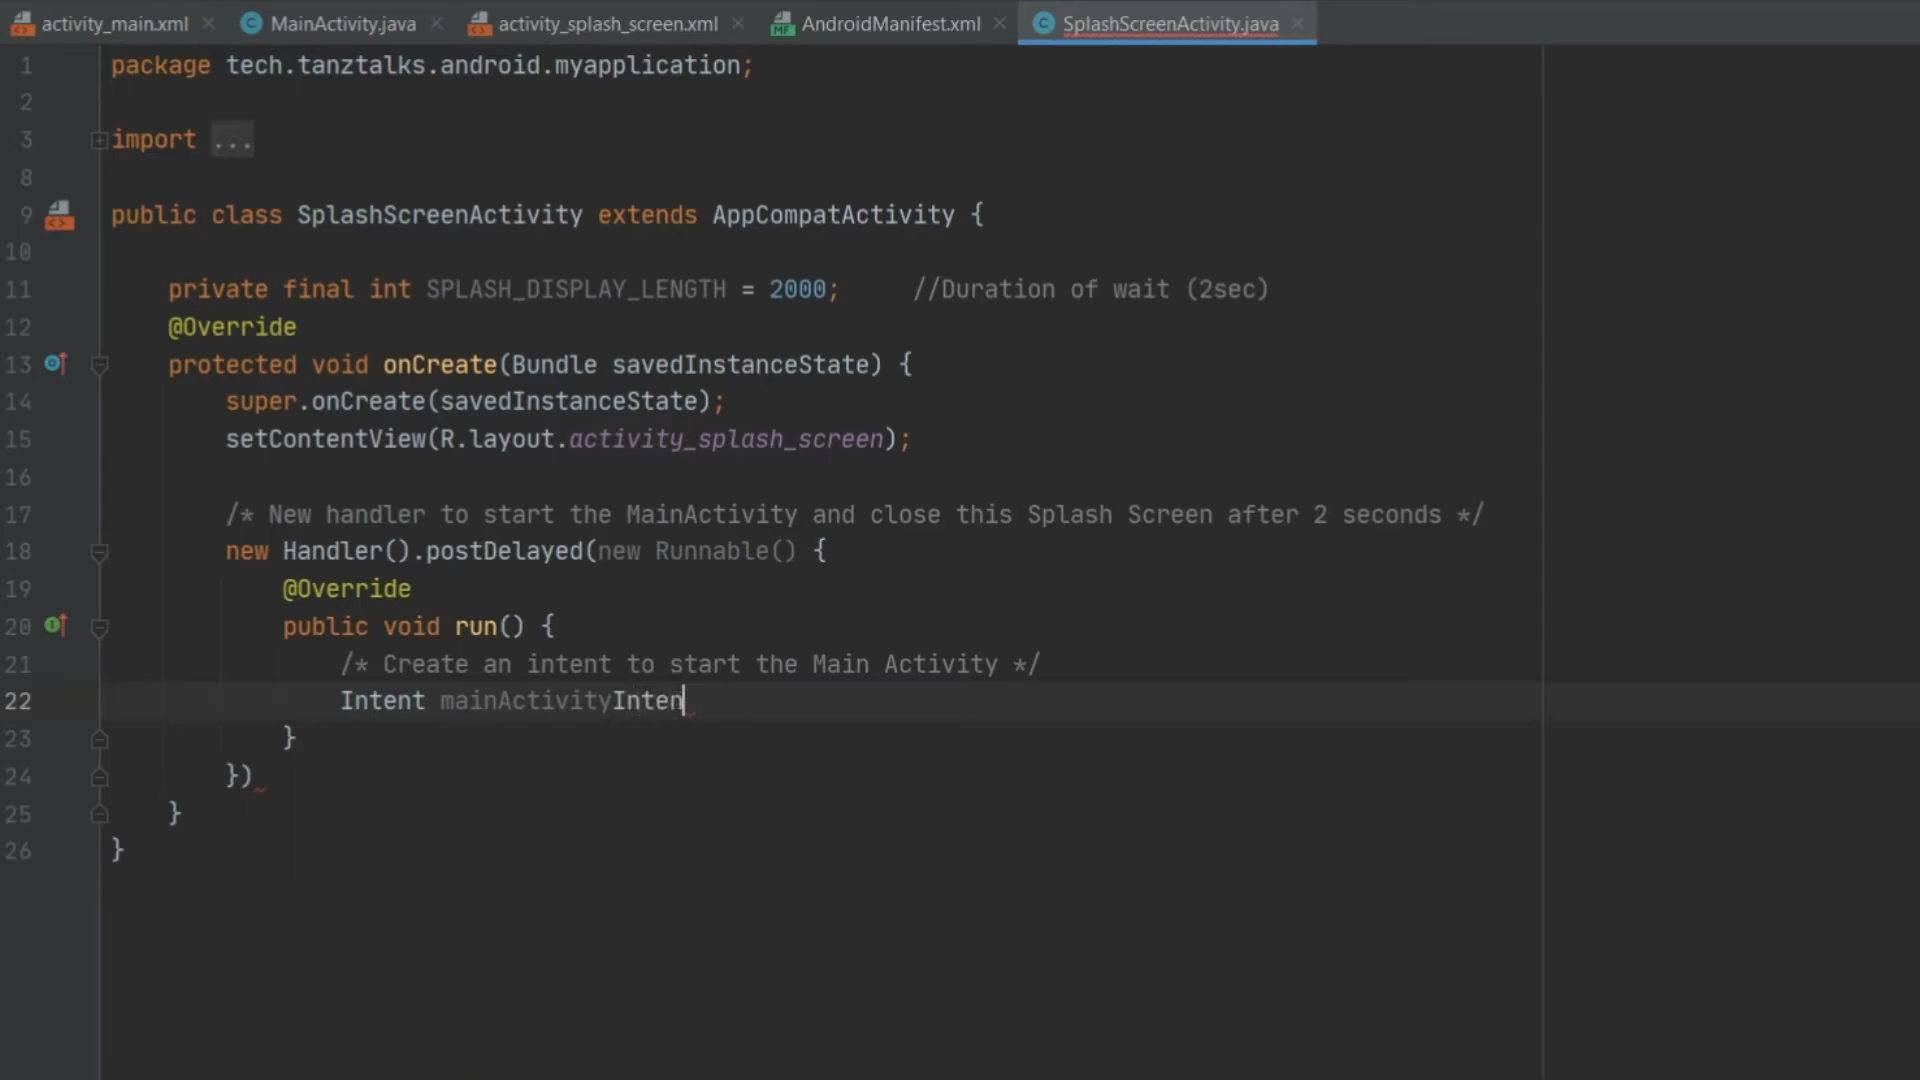 activity_main.xml MainActivity.java activity_splash_screen.xml AndroidManifest.xml SplashScreenActivity.java
1 package tech.tanztalks.android.myapplication;
2
3 import ...
8
9 public class SplashScreenActivity extends AppCompatActivity {
10
11 private final int SPLASH_DISPLAY_LENGTH = 2000; //Duration of wait (2sec)
12 @Override
13 protected void onCreate(Bundle savedInstanceState) {
14 super.onCreate(savedInstanceState);
15 setContentView(R.layout.activity_splash_screen);
16
17 /* New handler to start the MainActivity and close this Splash Screen after 2 seconds */
18 new Handler().postDelayed(new Runnable() {
19 @Override
20 public void run() {
21 /* Create an intent to start the Main Activity */
22 Intent mainActivityInten
23 }
24 })
25 }
26 }